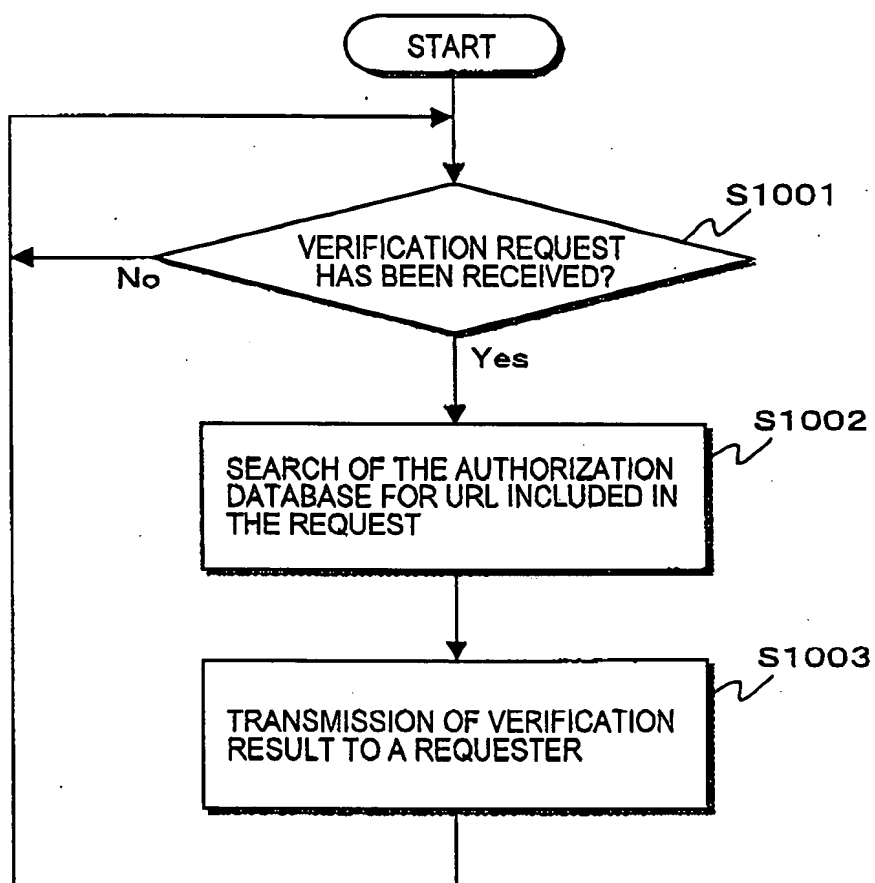 START
S1001
VERIFICATION REQUEST
HAS BEEN RECEIVED?
No
Yes
S1002
SEARCH OF THE AUTHORIZATION
DATABASE FOR URL INCLUDED IN
THE REQUEST
S1003
TRANSMISSION OF VERIFICATION
RESULT TO A REQUESTER